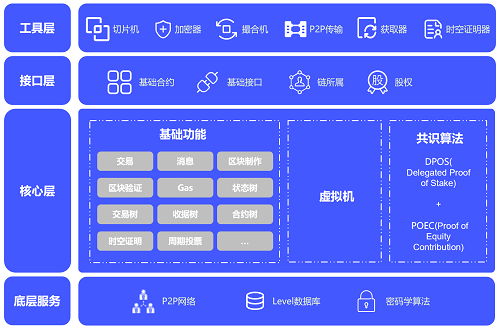 工具层
切片机
加密器
撮合机
P2P传输
获取器
时空证明器
接口层
基础合约
基础接口
链所属
股
股权
核心层
基础功能
交易
消息
区块制作
区块验证
Gas
状态树
交易树
收据树
合约树
时空证明
周期投票
...
虚拟机
共识算法
DPOS(
Delegated Proof
of Stake)
+
POEC(Proof of
Equity
Contribution)
底层服务
P2P网络
Level数据库
密码学算法